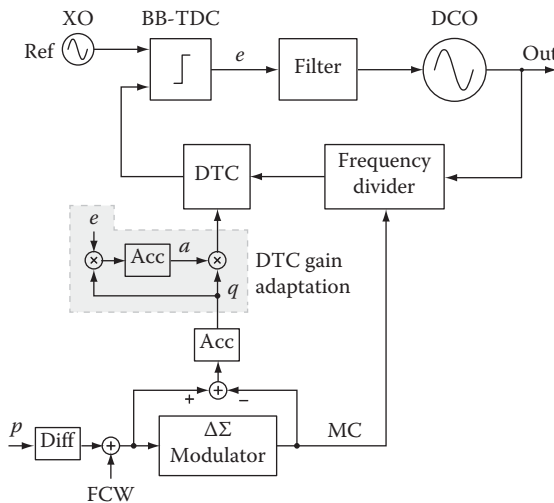 XO
BB-TDC
DCO
Ref
e
Filter
Out
DTC
Frequency
divider
e
Acc
a
q
DTC gain
adaptation
Acc
+
+
−
p
Diff
+
ΔΣ
Modulator
MC
FCW